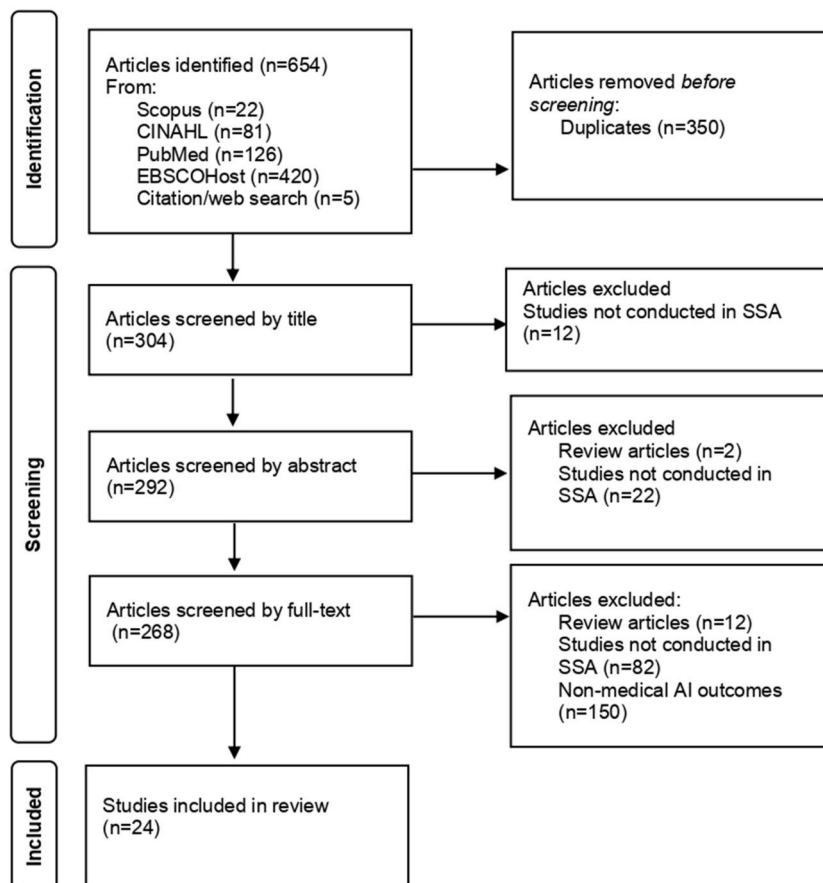 Identification
Articles identified (n=654)
From:
Scopus (n=22)
CINAHL (n=81)
PubMed (n=126)
EBSCOHost (n=420)
Citation/web search (n=5)
Articles removed before
screening:
Duplicates (n=350)
Screening
Articles screened by title
(n=304)
Articles excluded
Studies not conducted in SSA
(n=12)
Articles screened by abstract
(n=292)
Articles excluded
Review articles (n=2)
Studies not conducted in
SSA (n=22)
Articles screened by full-text
(n=268)
Articles excluded:
Review articles (n=12)
Studies not conducted in
SSA (n=82)
Non-medical AI outcomes
(n=150)
Included
Studies included in review
(n=24)